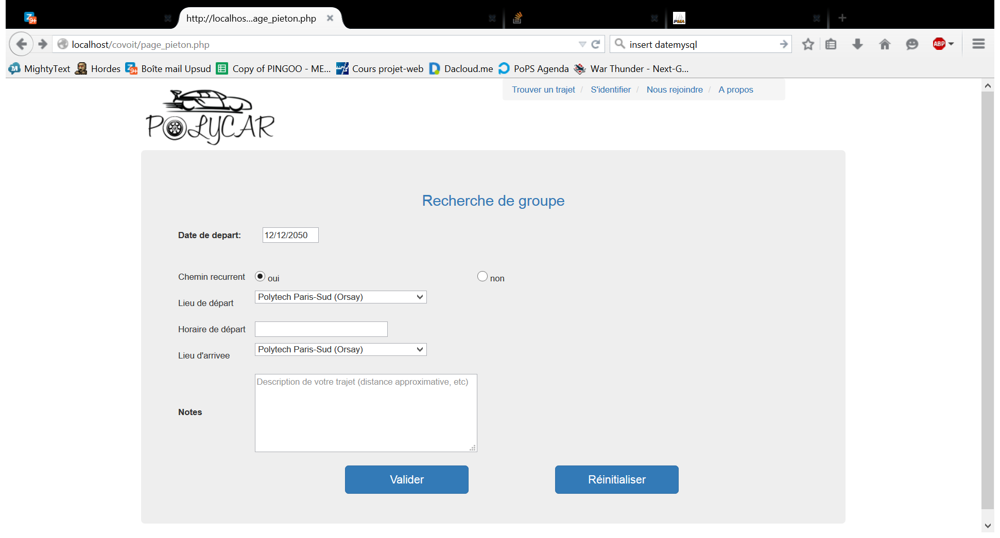 http://localhos...age_pieton.php
localhost/covoit/page_pieton.php
insert datemysql
ABP
MightyText Hordes Boîte mail Upsud Copy of PINGOO - ME... Cours projet-web Dacloud.me PoPS Agenda War Thunder - Next-G...
Trouver un trajet / S'identifier / Nous rejoindre / A propos
POLYCAR
Recherche de groupe
Date de depart: 12/12/2050
Chemin recurrent oui non
Lieu de départ Polytech Paris-Sud (Orsay)
Horaire de départ
Lieu d'arrivee Polytech Paris-Sud (Orsay)
Description de votre trajet (distance approximative, etc)
Notes
Valider Réinitialiser